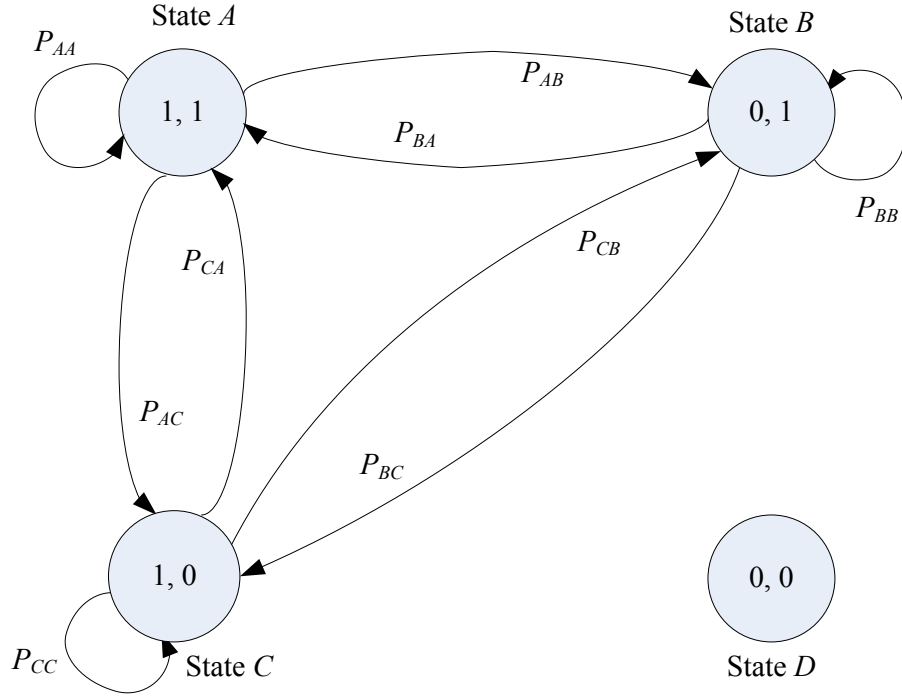 State A
State B
P_AA
P_AB
1, 1
0, 1
P_BA
P_BB
P_CB
P_CA
P_AC
P_BC
1, 0
0, 0
P_CC
State C
State D